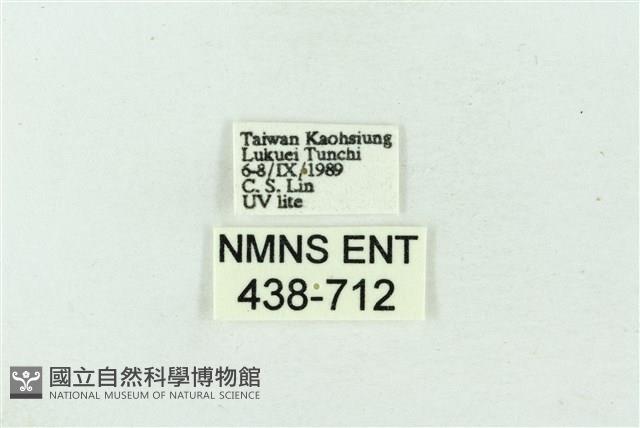 Taiwan Kaohsiung
Lukuei Tunchi
6-8/IX/1989
C. S. Lin
UV lite
NMNS ENT
438-712
國立自然科學博物館
NATIONAL MUSEUM OF NATURAL SCIENCE